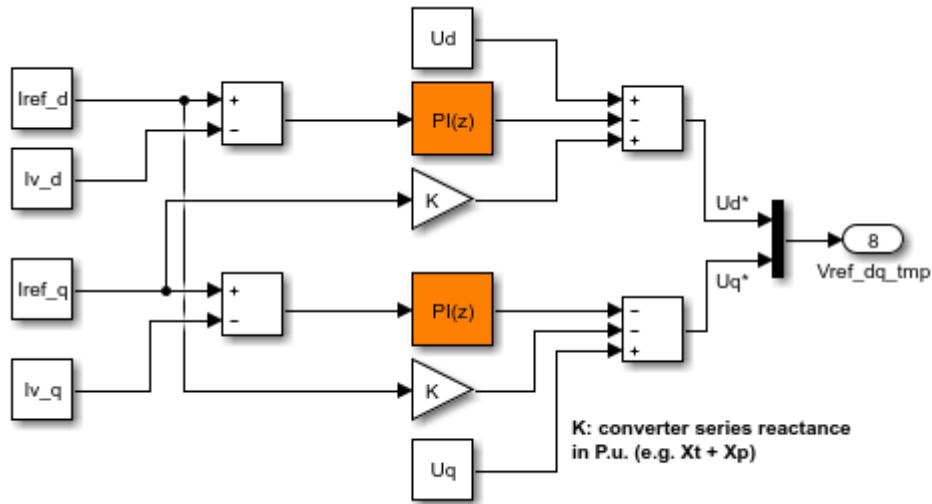 Ud
Iref_d
+
−
PI(z)
+
−
+
Iv_d
K
Ud*
8
Vref_dq_tmp
Iref_q
+
−
PI(z)
Uq*
−
−
+
Iv_q
K
K: converter series reactance
in P.u. (e.g. Xt + Xp)
Uq